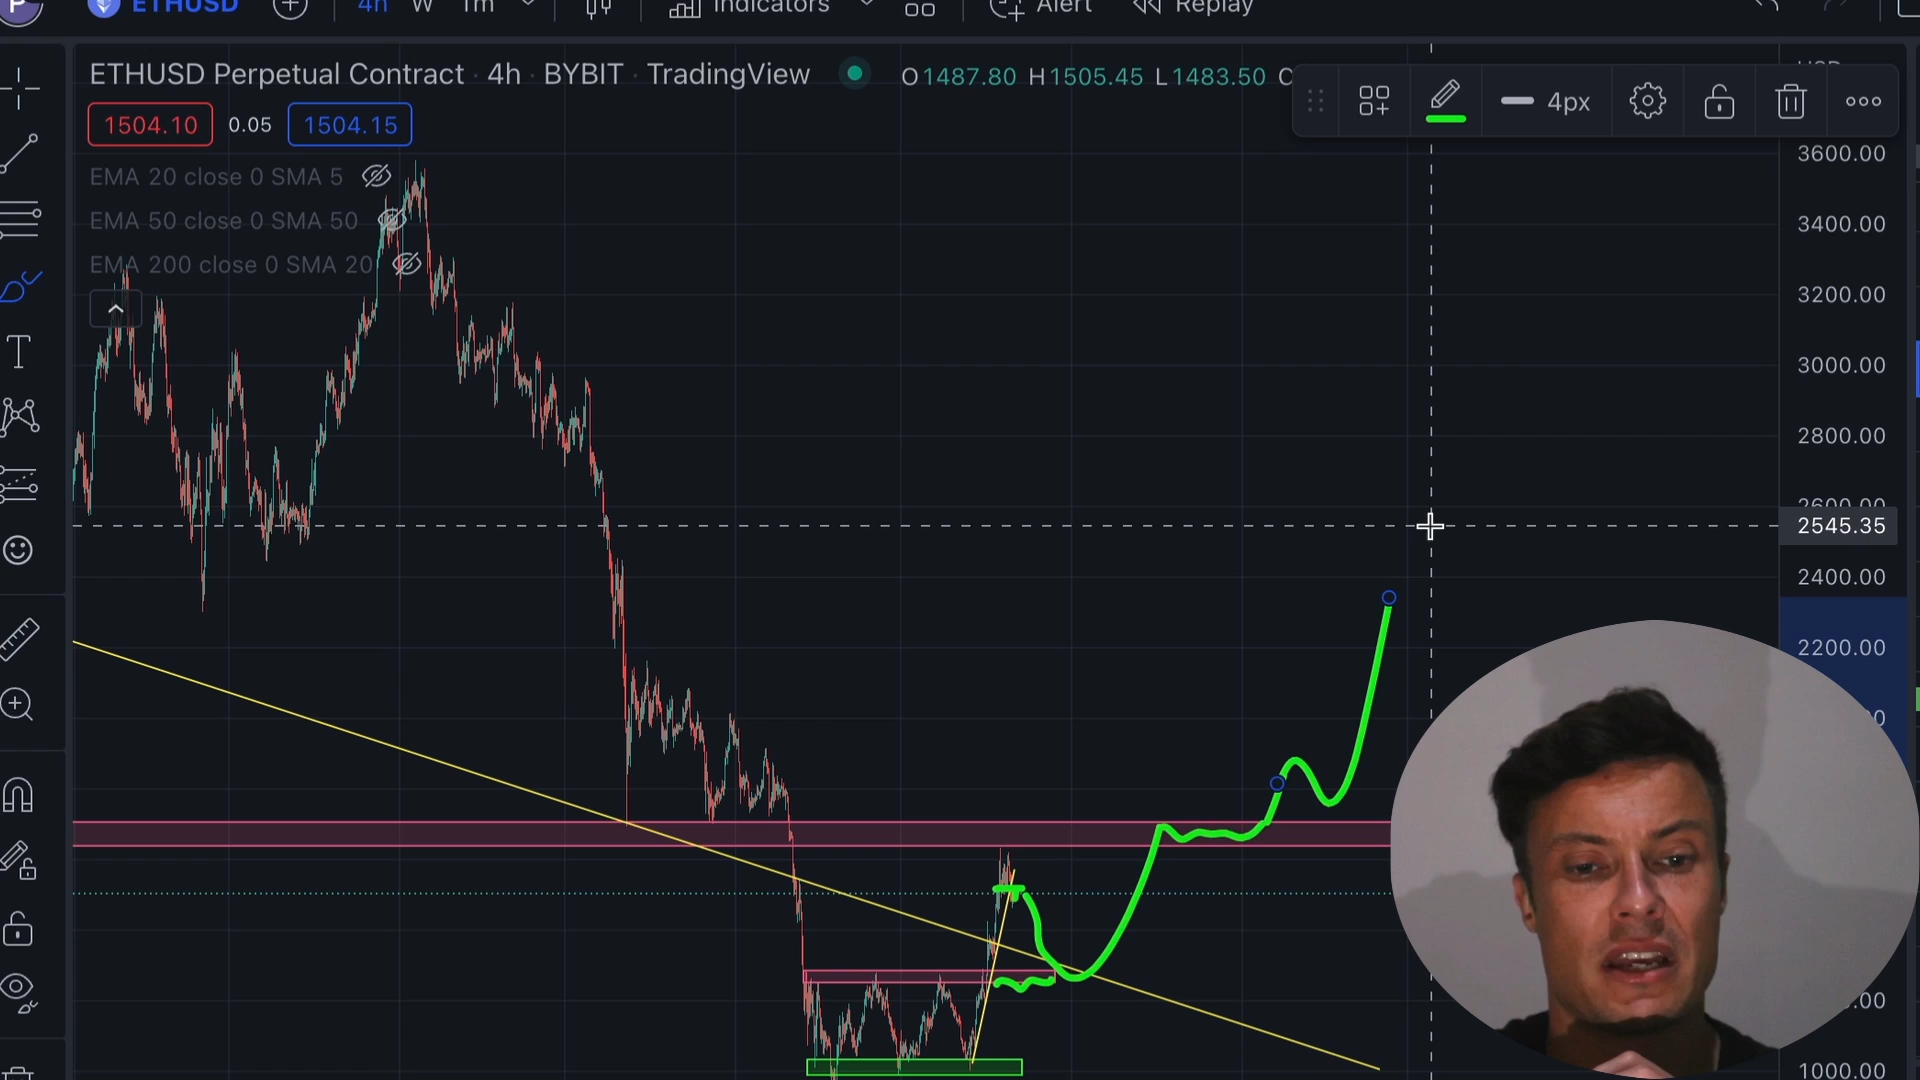 P ETHUSD 4h W 1m Indicators Alert Replay
ETHUSD Perpetual Contract · 4h · BYBIT · TradingView O1487.80 H1505.45 L1483.50 C
1504.10 0.05 1504.15
4px
EMA 20 close 0 SMA 5
EMA 50 close 0 SMA 50
EMA 200 close 0 SMA 20
T
3600.00
3400.00
3200.00
3000.00
2800.00
2600.00
2545.35
2400.00
2200.00
1000.00